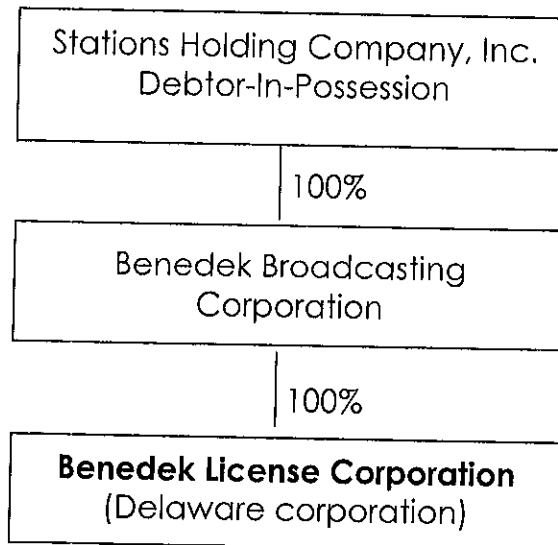 Stations Holding Company, Inc.
Debtor-In-Possession
100%
Benedek Broadcasting
Corporation
100%
Benedek License Corporation
(Delaware corporation)